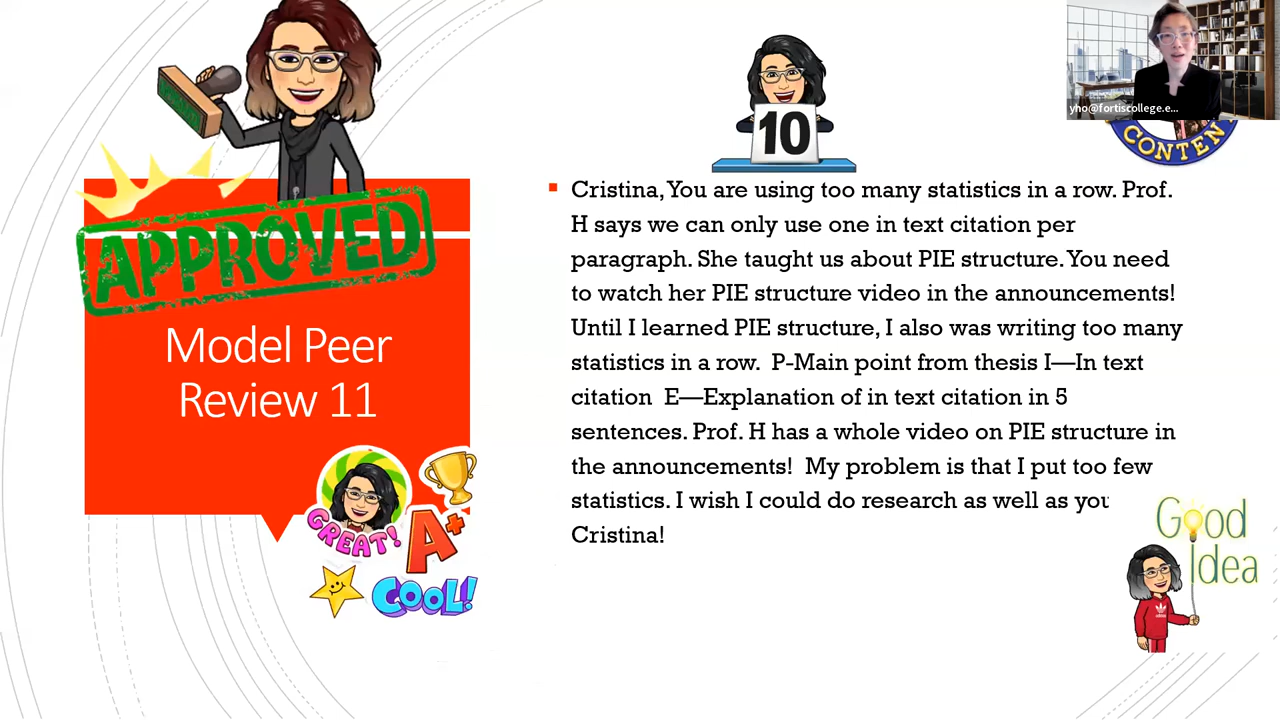 yho@fortiscollege.e...
CONTENT
10
APPROVED
Model Peer
Review 11
GREAT!
A+
COOL!
Cristina, You are using too many statistics in a row. Prof.
H says we can only use one in text citation per
paragraph. She taught us about PIE structure. You need
to watch her PIE structure video in the announcements!
Until I learned PIE structure, I also was writing too many
statistics in a row.  P-Main point from thesis I—In text
citation  E—Explanation of in text citation in 5
sentences. Prof. H has a whole video on PIE structure in
the announcements!  My problem is that I put too few
statistics. I wish I could do research as well as you
Cristina!
Good
Idea